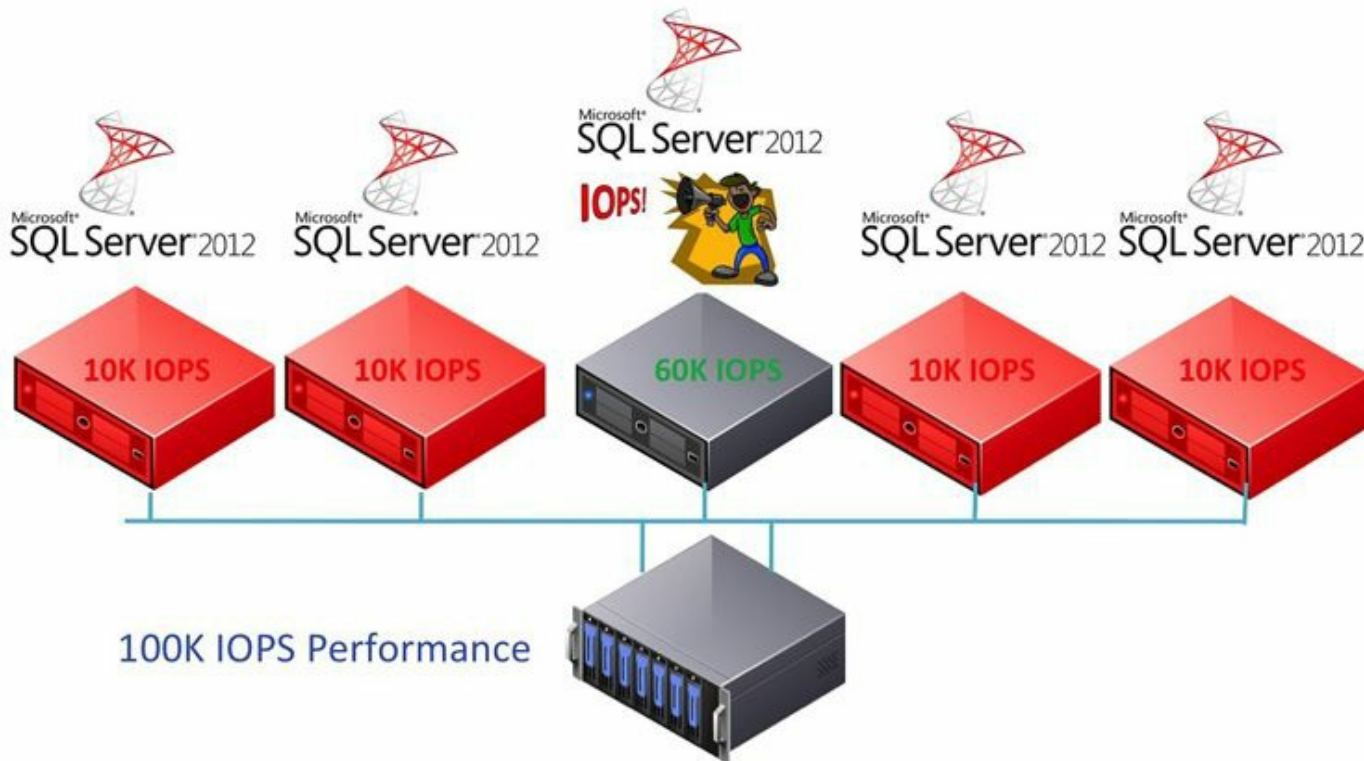 Microsoft®
SQL Server® 2012
IOPS!
Microsoft®
SQL Server® 2012
Microsoft®
SQL Server® 2012
Microsoft®
SQL Server® 2012
Microsoft®
SQL Server® 2012
10K IOPS
10K IOPS
60K IOPS
10K IOPS
10K IOPS
100K IOPS Performance